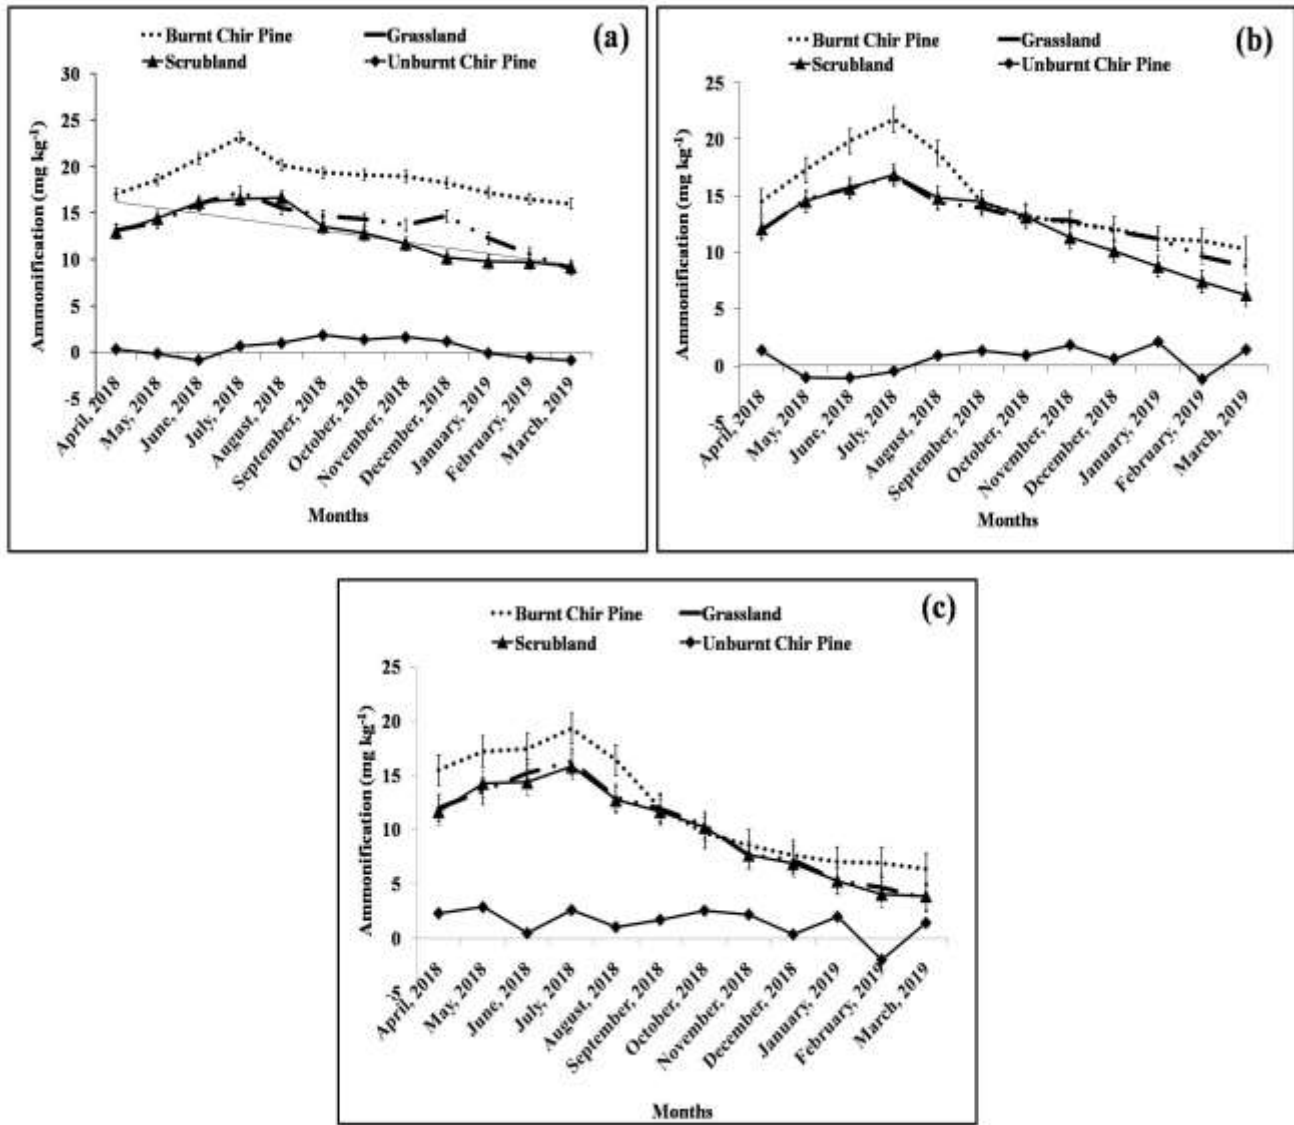 (a)
Burnt Chir Pine Grassland
Scrubland Unburnt Chir Pine
Ammonification (mg kg-1)
30
25
20
15
10
5
0
-5
April, 2018
May, 2018
June, 2018
July, 2018
August, 2018
September, 2018
October, 2018
November, 2018
December, 2018
January, 2019
February, 2019
March, 2019
Months
(b)
Burnt Chir Pine Grassland
Scrubland Unburnt Chir Pine
Ammonification (mg kg-1)
25
20
15
10
5
0
-5
April, 2018
May, 2018
June, 2018
July, 2018
August, 2018
September, 2018
October, 2018
November, 2018
December, 2018
January, 2019
February, 2019
March, 2019
Months
(c)
Burnt Chir Pine Grassland
Scrubland Unburnt Chir Pine
Ammonification (mg kg-1)
25
20
15
10
5
0
-5
April, 2018
May, 2018
June, 2018
July, 2018
August, 2018
September, 2018
October, 2018
November, 2018
December, 2018
January, 2019
February, 2019
March, 2019
Months